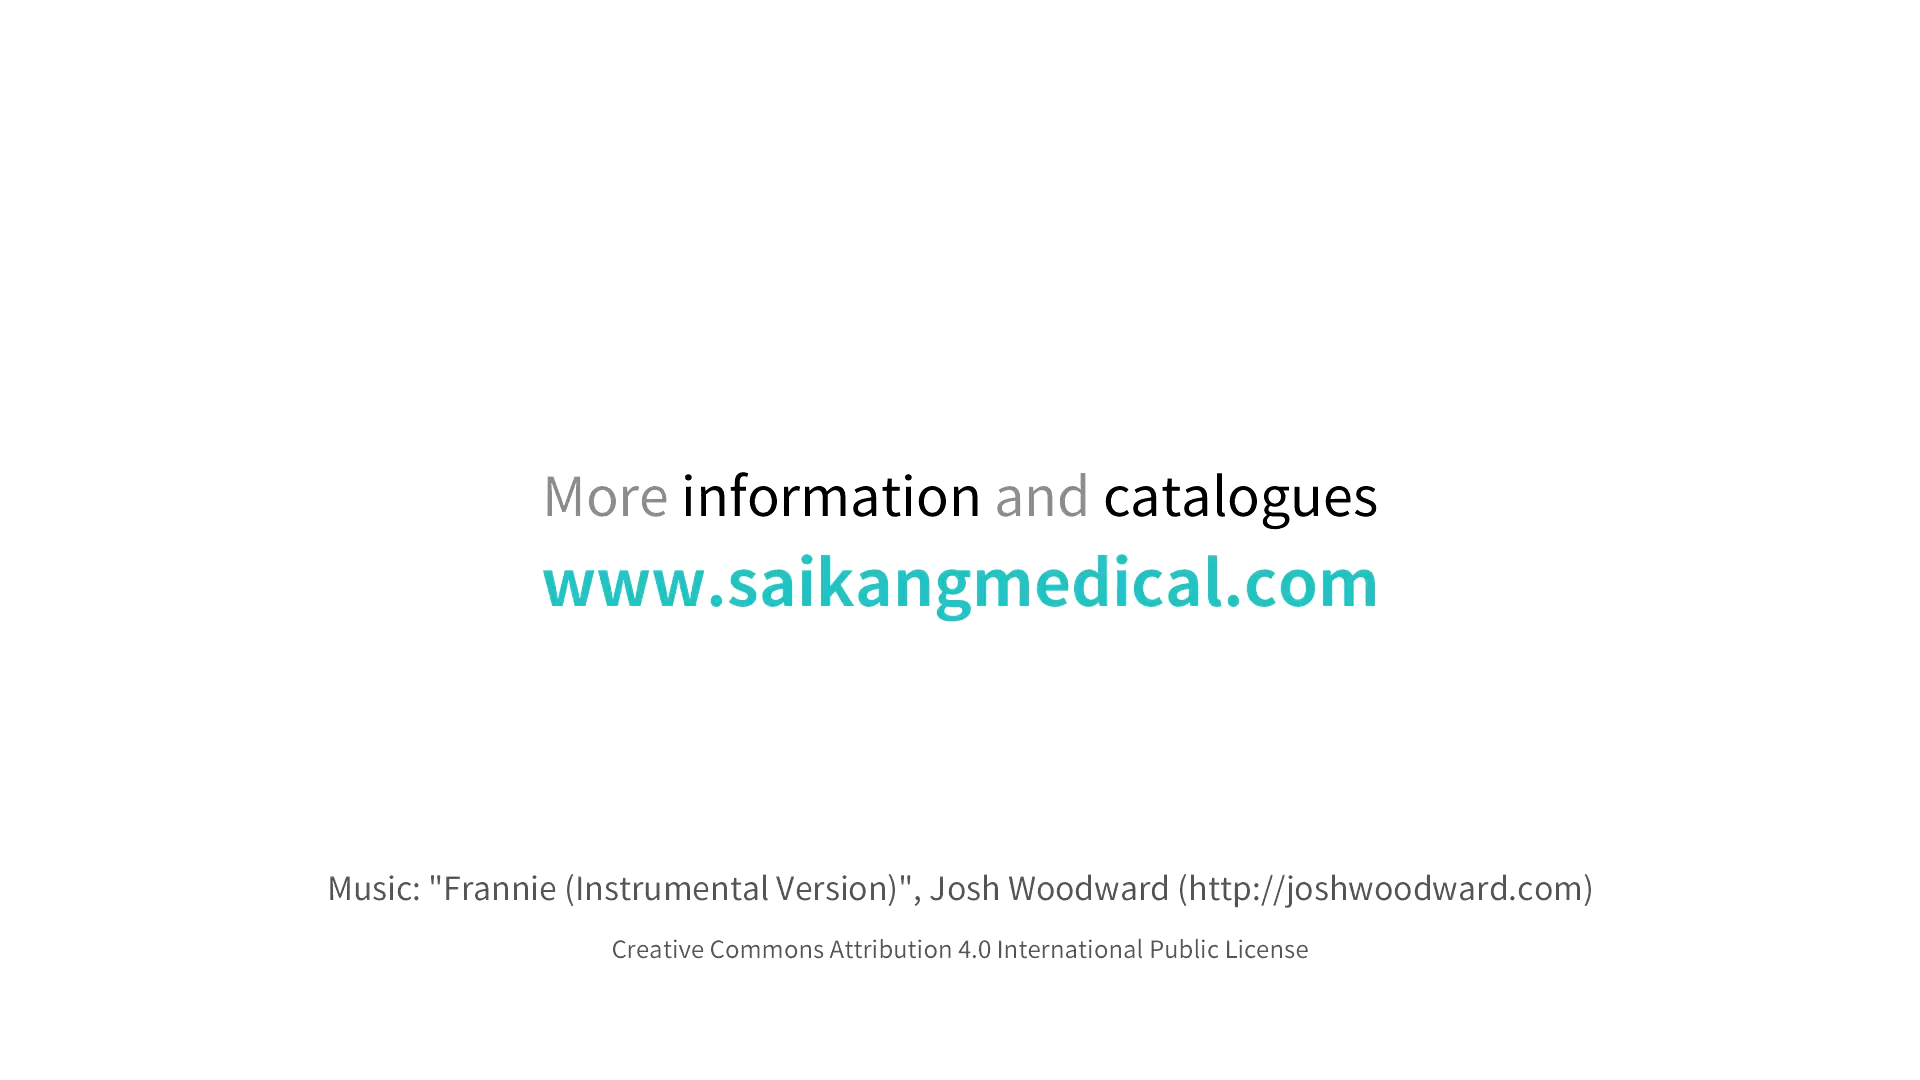 More information and catalogues
www.saikangmedical.com
Music: "Frannie (Instrumental Version)", Josh Woodward (http://joshwoodward.com)
Creative Commons Attribution 4.0 International Public License